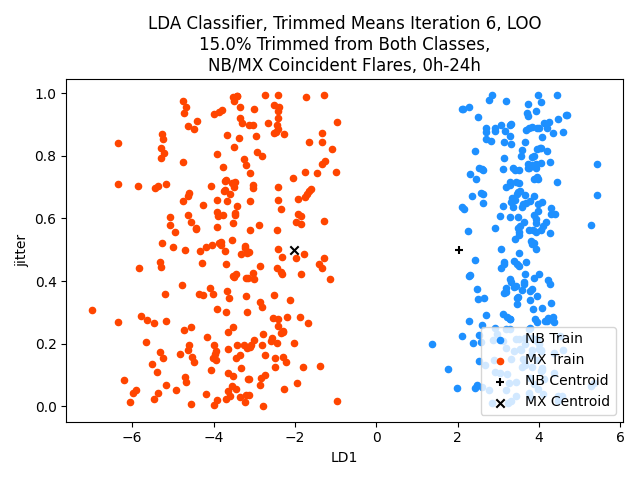 LDA Classifier, Trimmed Means Iteration 6, LOO
15.0% Trimmed from Both Classes,
NB/MX Coincident Flares, 0h-24h
1.0
0.8
0.6
0.4
0.2
0.0
jitter
−6
−4
−2
0
2
4
6
LD1
NB Train
MX Train
NB Centroid
MX Centroid